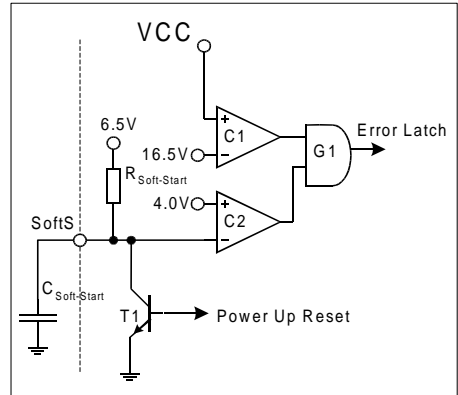 VCC
6.5V
C1
Error Latch
G1
16.5V
R Soft-Start
4.0V
C2
SoftS
C Soft-Start
T1
Power Up Reset